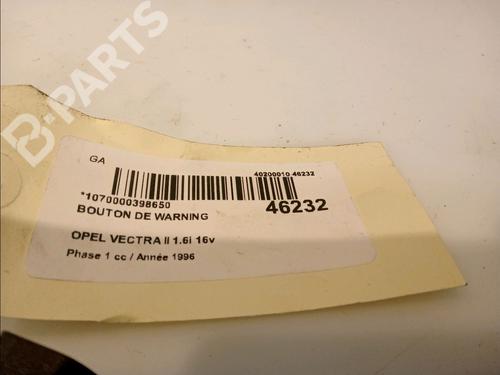 B-PARTS
GA
40200010 46232
*1070000398650
46232
BOUTON DE WARNING
OPEL VECTRA II 1.6i 16v
Phase 1 cc / Année 1996